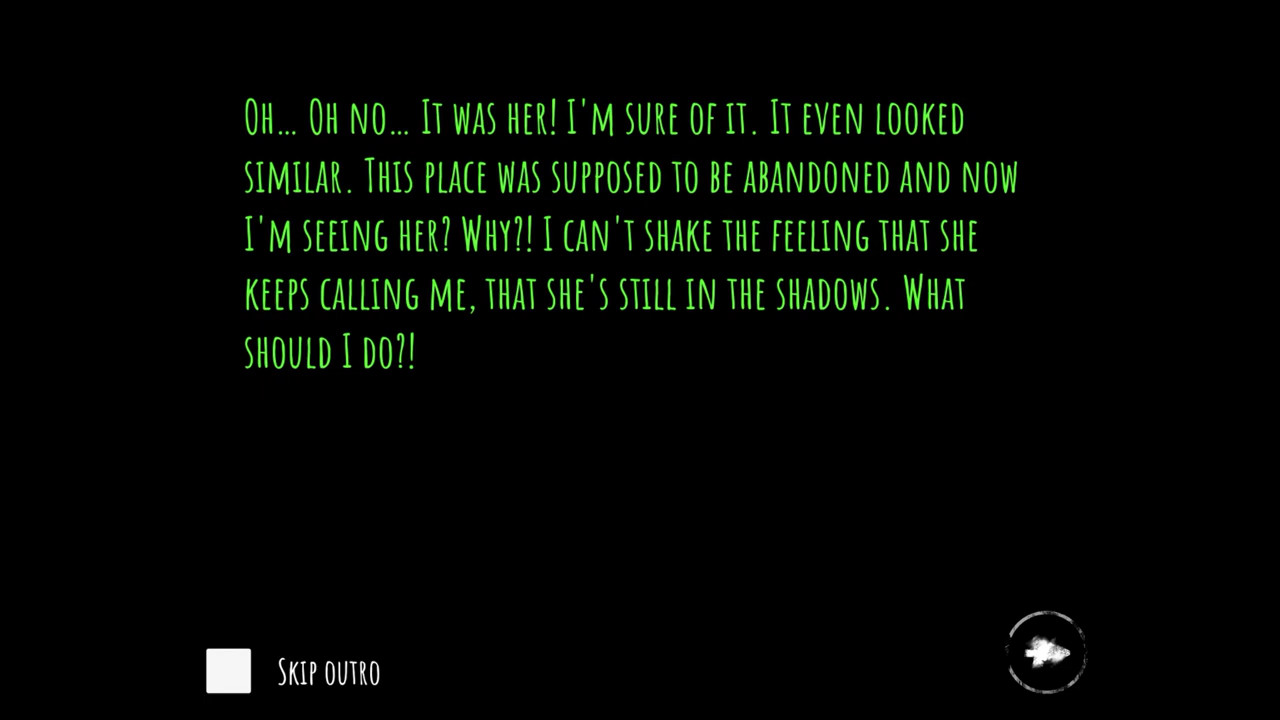 Oh... Oh no... It was her! I'm sure of it. It even looked
similar. This place was supposed to be abandoned and now
I'm seeing her? Why?! I can't shake the feeling that she
keeps calling me, that she's still in the shadows. What
should I do?!
Skip outro